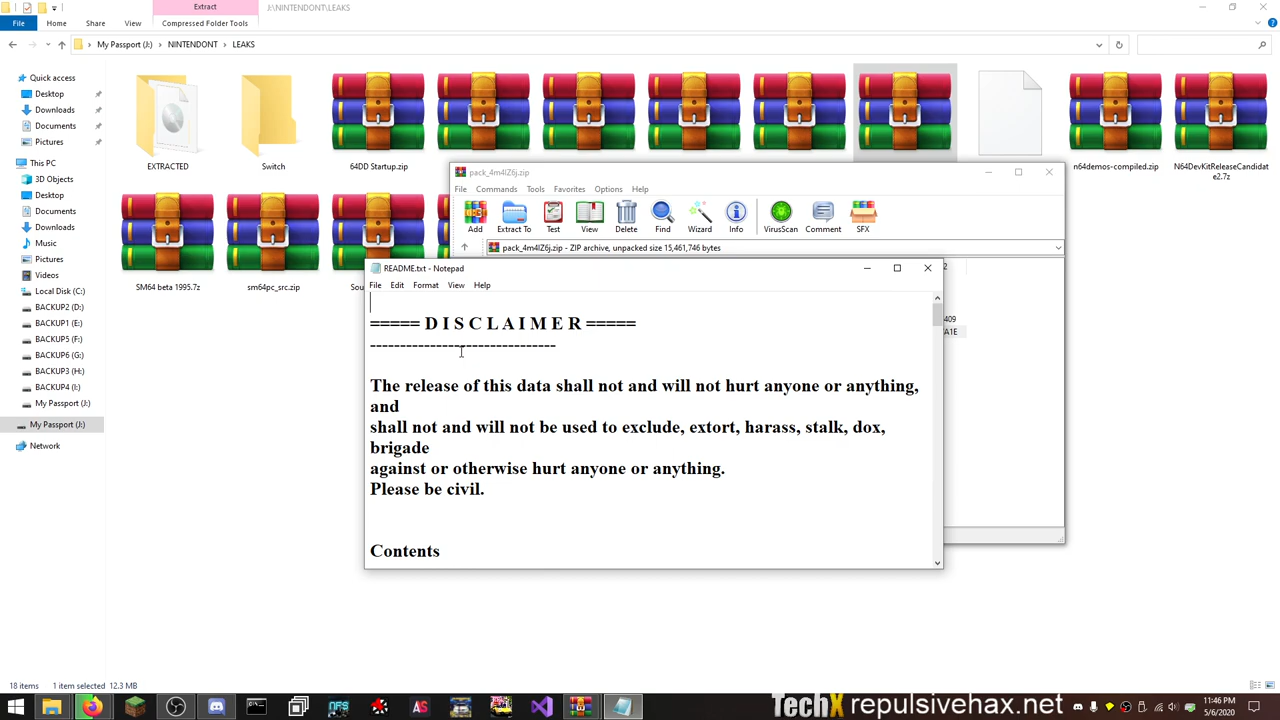 Extract
J:\NINTENDONT\LEAKS
File
Home
Share
View
Compressed Folder Tools
My Passport (J:)
NINTENDONT
LEAKS
Quick access
Desktop
Downloads
Documents
Pictures
This PC
3D Objects
Desktop
Documents
Downloads
Music
Pictures
Videos
Local Disk (C:)
BACKUP2 (D:)
BACKUP1 (E:)
BACKUP5 (F:)
BACKUP6 (G:)
BACKUP3 (H:)
BACKUP4 (I:)
My Passport (J:)
My Passport (J:)
Network
EXTRACTED
Switch
64DD Startup.zip
n64demos-compiled.zip
N64DevKitReleaseCandidat
e2.7z
SM64 beta 1995.7z
sm64pc_src.zip
Sou
pack_4m4lZ6j.zip
File
Commands
Tools
Favorites
Options
Help
Add
Extract To
Test
View
Delete
Find
Wizard
Info
VirusScan
Comment
SFX
pack_4m4lZ6j.zip - ZIP archive, unpacked size 15,461,746 bytes
2
409
A1E
README.txt - Notepad
File
Edit
Format
View
Help
===== D I S C L A I M E R =====
-------------------------------
The release of this data shall not and will not hurt anyone or anything,
and
shall not and will not be used to exclude, extort, harass, stalk, dox,
brigade
against or otherwise hurt anyone or anything.
Please be civil.
Contents
18 items
1 item selected 12.3 MB
TechX repulsivehax.net
11:46 PM
5/6/2020